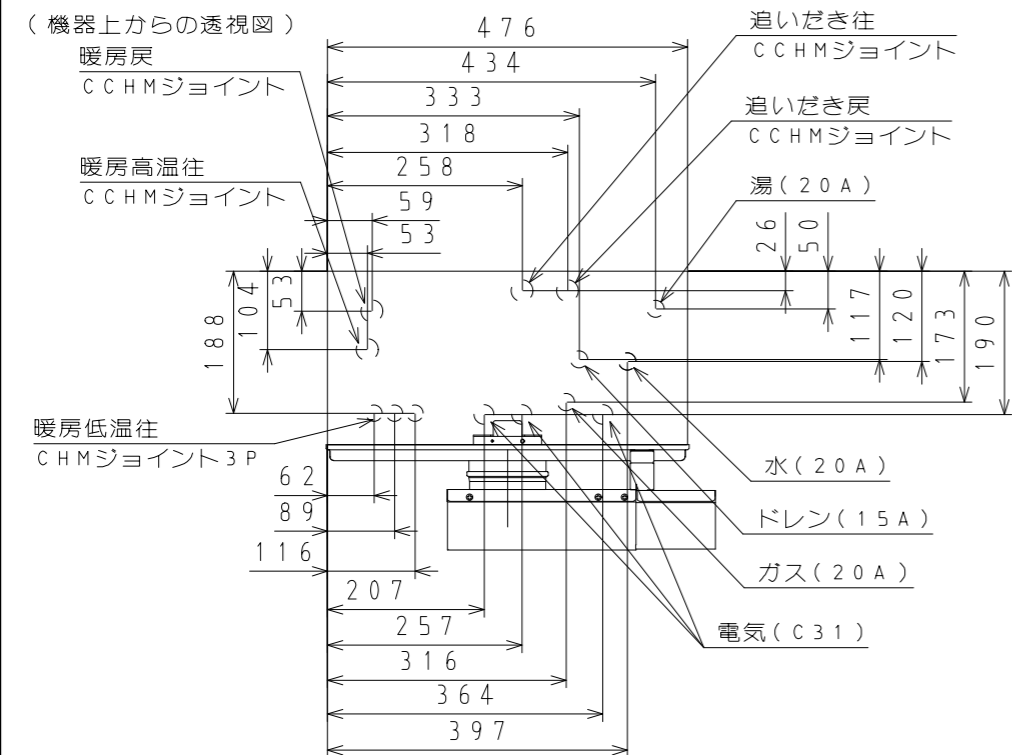 (機器上からの透視図)
暖房戻
CCHMジョイント
暖房高温往
CCHMジョイント
476
434
333
318
258
59
53
追いだき往
CCHMジョイント
追いだき戻
CCHMジョイント
湯(20A)
26
50
117
120
173
190
53
104
188
暖房低温往
CHMジョイント3P
62
89
116
207
257
316
364
397
水(20A)
ドレン(15A)
ガス(20A)
電気(C31)